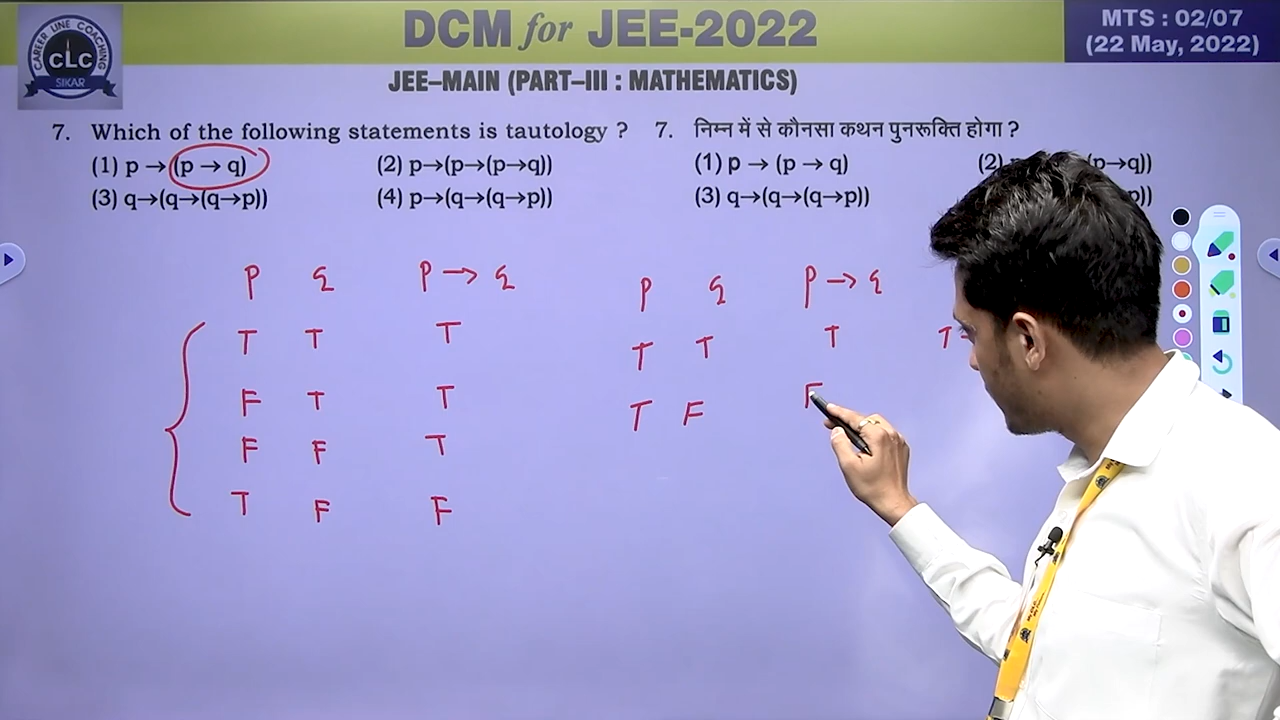 CAREER LINE COACHING
CLC
SIKAR
DCM for JEE-2022
MTS : 02/07
(22 May, 2022)
JEE–MAIN (PART–III : MATHEMATICS)
7. Which of the following statements is tautology ?
(1) p → (p → q) (2) p→(p→(p→q))
(3) q→(q→(q→p)) (4) p→(q→(q→p))
7. निम्न में से कौनसा कथन पुनरूक्ति होगा ?
(1) p → (p → q) (2) (p→q))
(3) q→(q→(q→p)) p))
P q P → q
T T T
F T T
F F T
T F F
P q P → q
T T T T
T F F